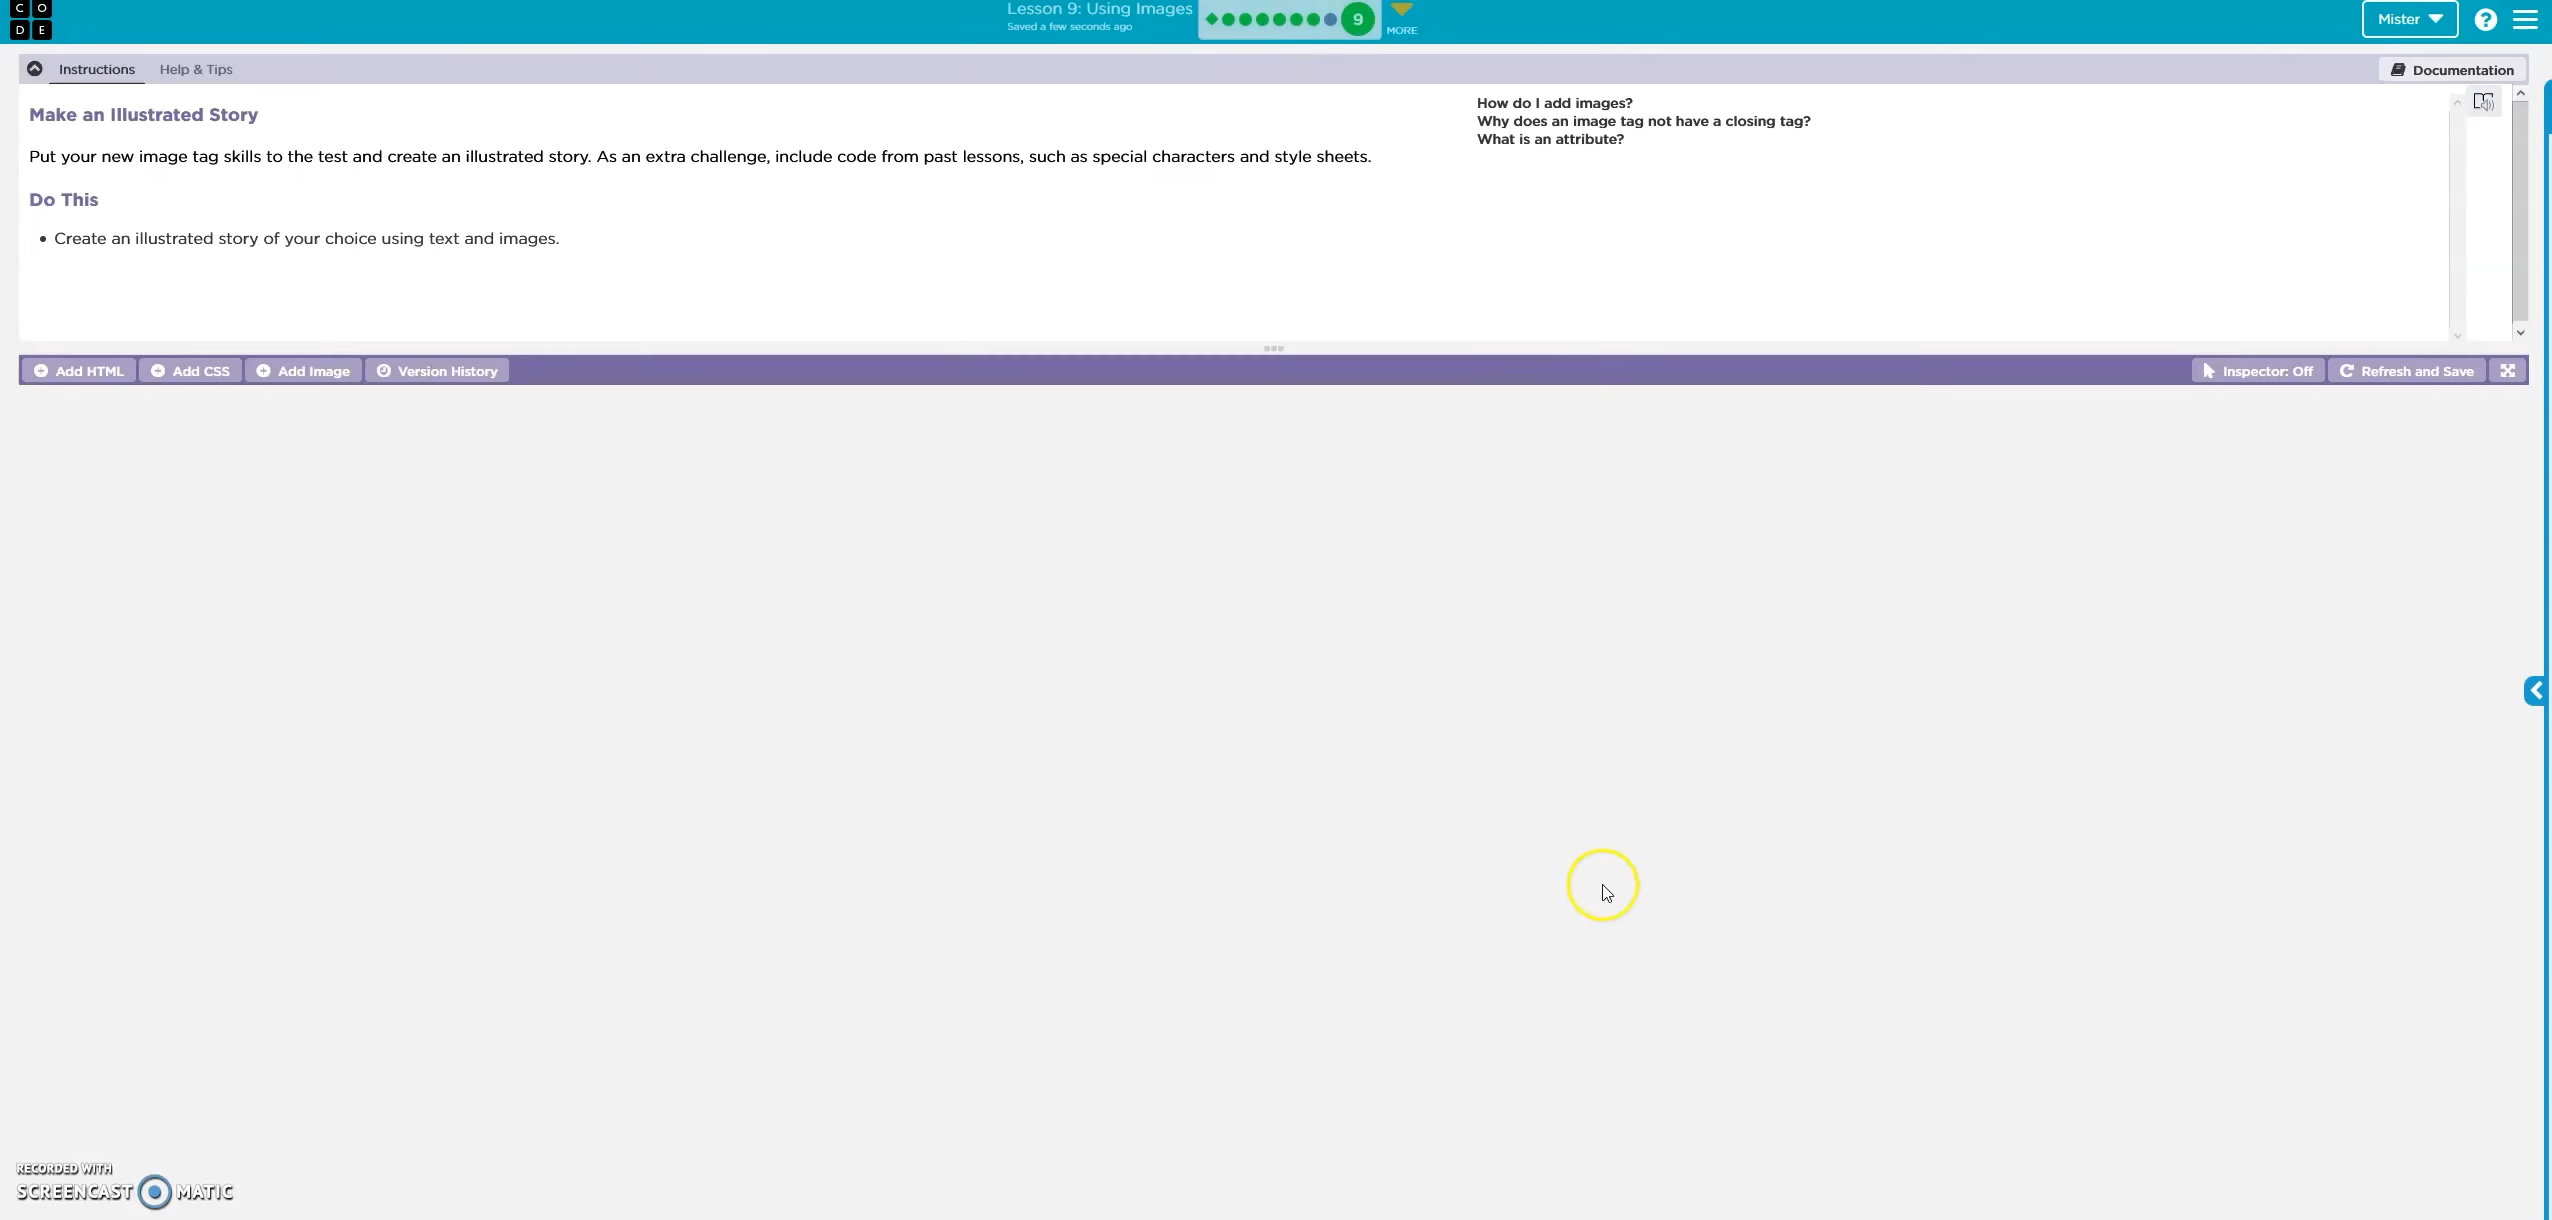 C O
D E
Lesson 9: Using Images
Saved a few seconds ago
9
MORE
Mister
?
Instructions
Help & Tips
Documentation
Make an Illustrated Story
Put your new image tag skills to the test and create an illustrated story. As an extra challenge, include code from past lessons, such as special characters and style sheets.
Do This
• Create an illustrated story of your choice using text and images.
How do I add images?
Why does an image tag not have a closing tag?
What is an attribute?
Add HTML
Add CSS
Add Image
Version History
Inspector: Off
Refresh and Save
RECORDED WITH
SCREENCAST MATIC